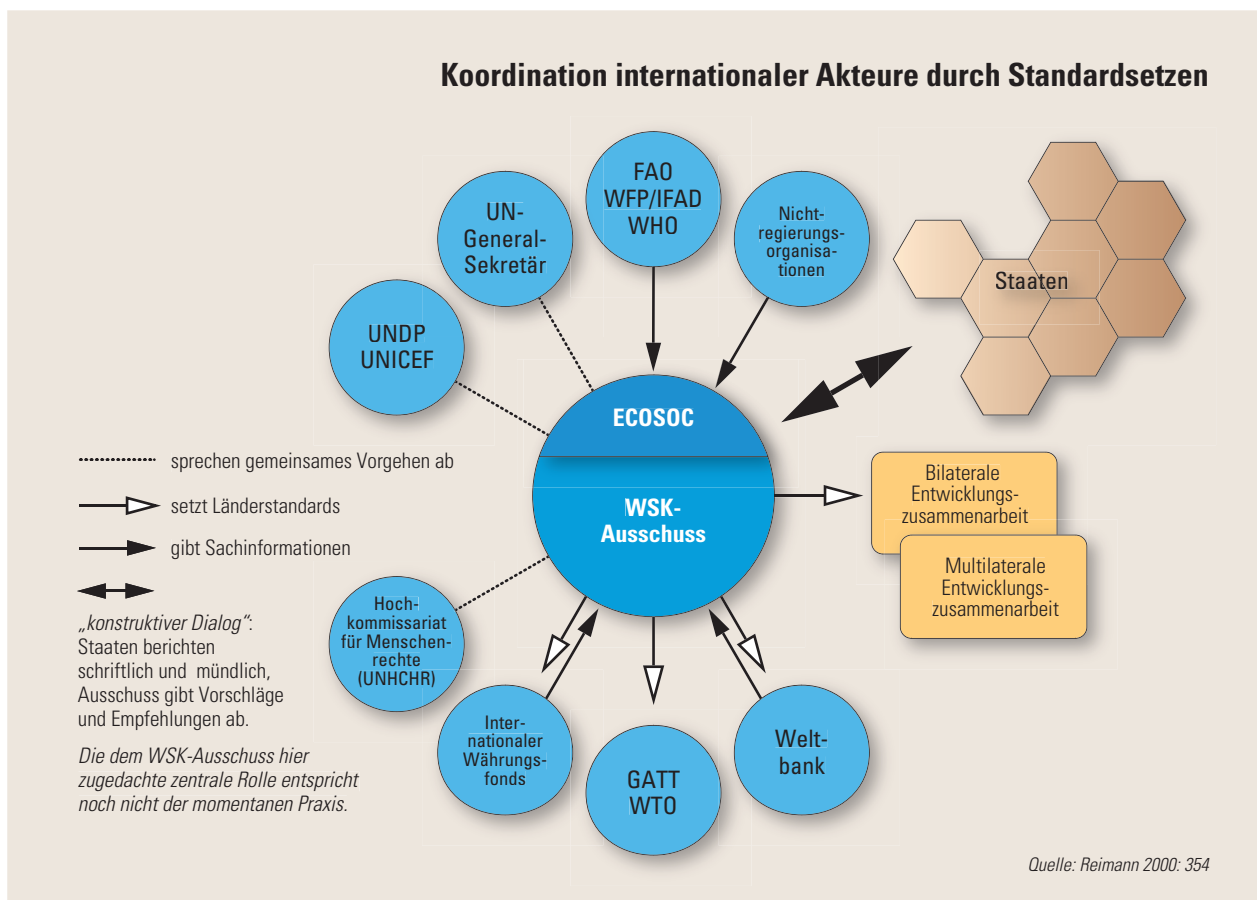 Koordination internationaler Akteure durch Standardsetzen
FAO
WFP/IFAD
WHO
UN-
General-
Sekretär
Nicht-
regierungs-
organisa-
tionen
Staaten
UNDP
UNICEF
ECOSOC
WSK-
Ausschuss
sprechen gemeinsames Vorgehen ab
setzt Länderstandards
gibt Sachinformationen
„konstruktiver Dialog“:
Staaten berichten
schriftlich und mündlich,
Ausschuss gibt Vorschläge
und Empfehlungen ab.
Die dem WSK-Ausschuss hier
zugedachte zentrale Rolle entspricht
noch nicht der momentanen Praxis.
Bilaterale
Entwicklungs-
zusammenarbeit
Multilaterale
Entwicklungs-
zusammenarbeit
Hoch-
kommissariat
für Menschen-
rechte
(UNHCHR)
Inter-
nationaler
Währungs-
fonds
GATT
WTO
Welt-
bank
Quelle: Reimann 2000: 354